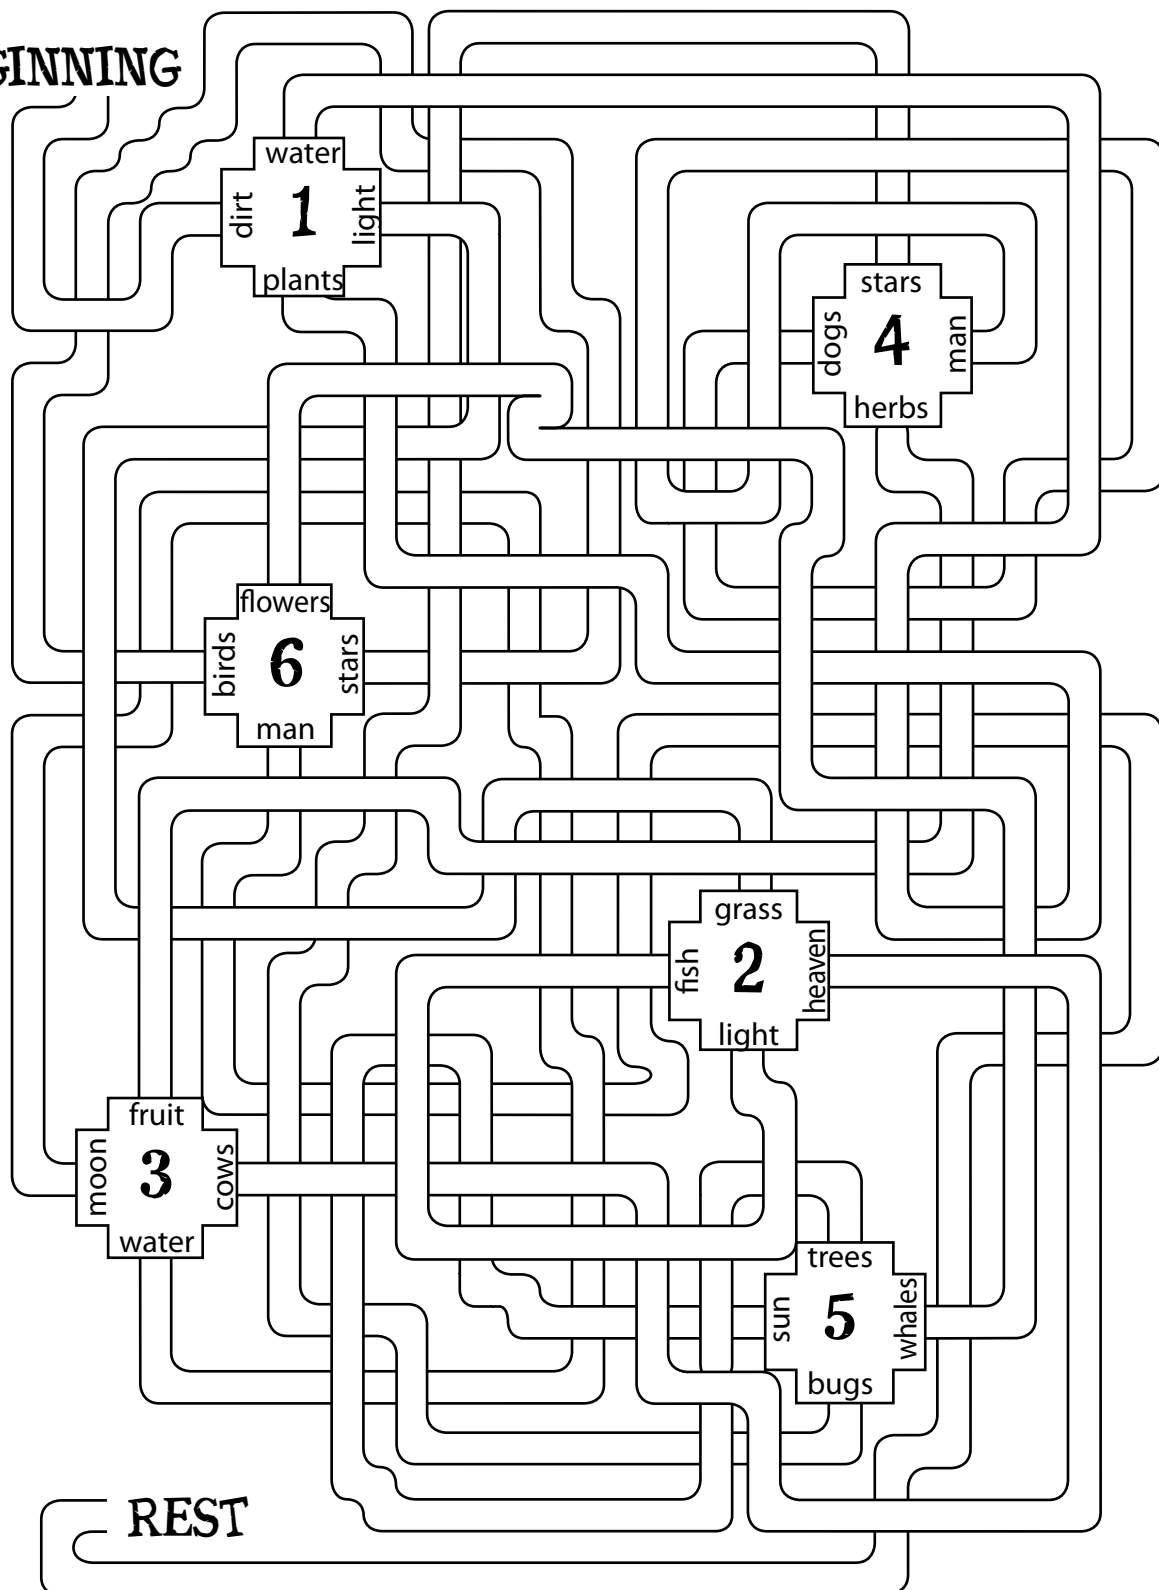 GINNING
water
dirt
1
light
plants
stars
dogs
4
man
herbs
flowers
birds
6
stars
man
grass
fish
2
heaven
light
fruit
moon
3
cows
water
trees
sun
5
whales
bugs
REST